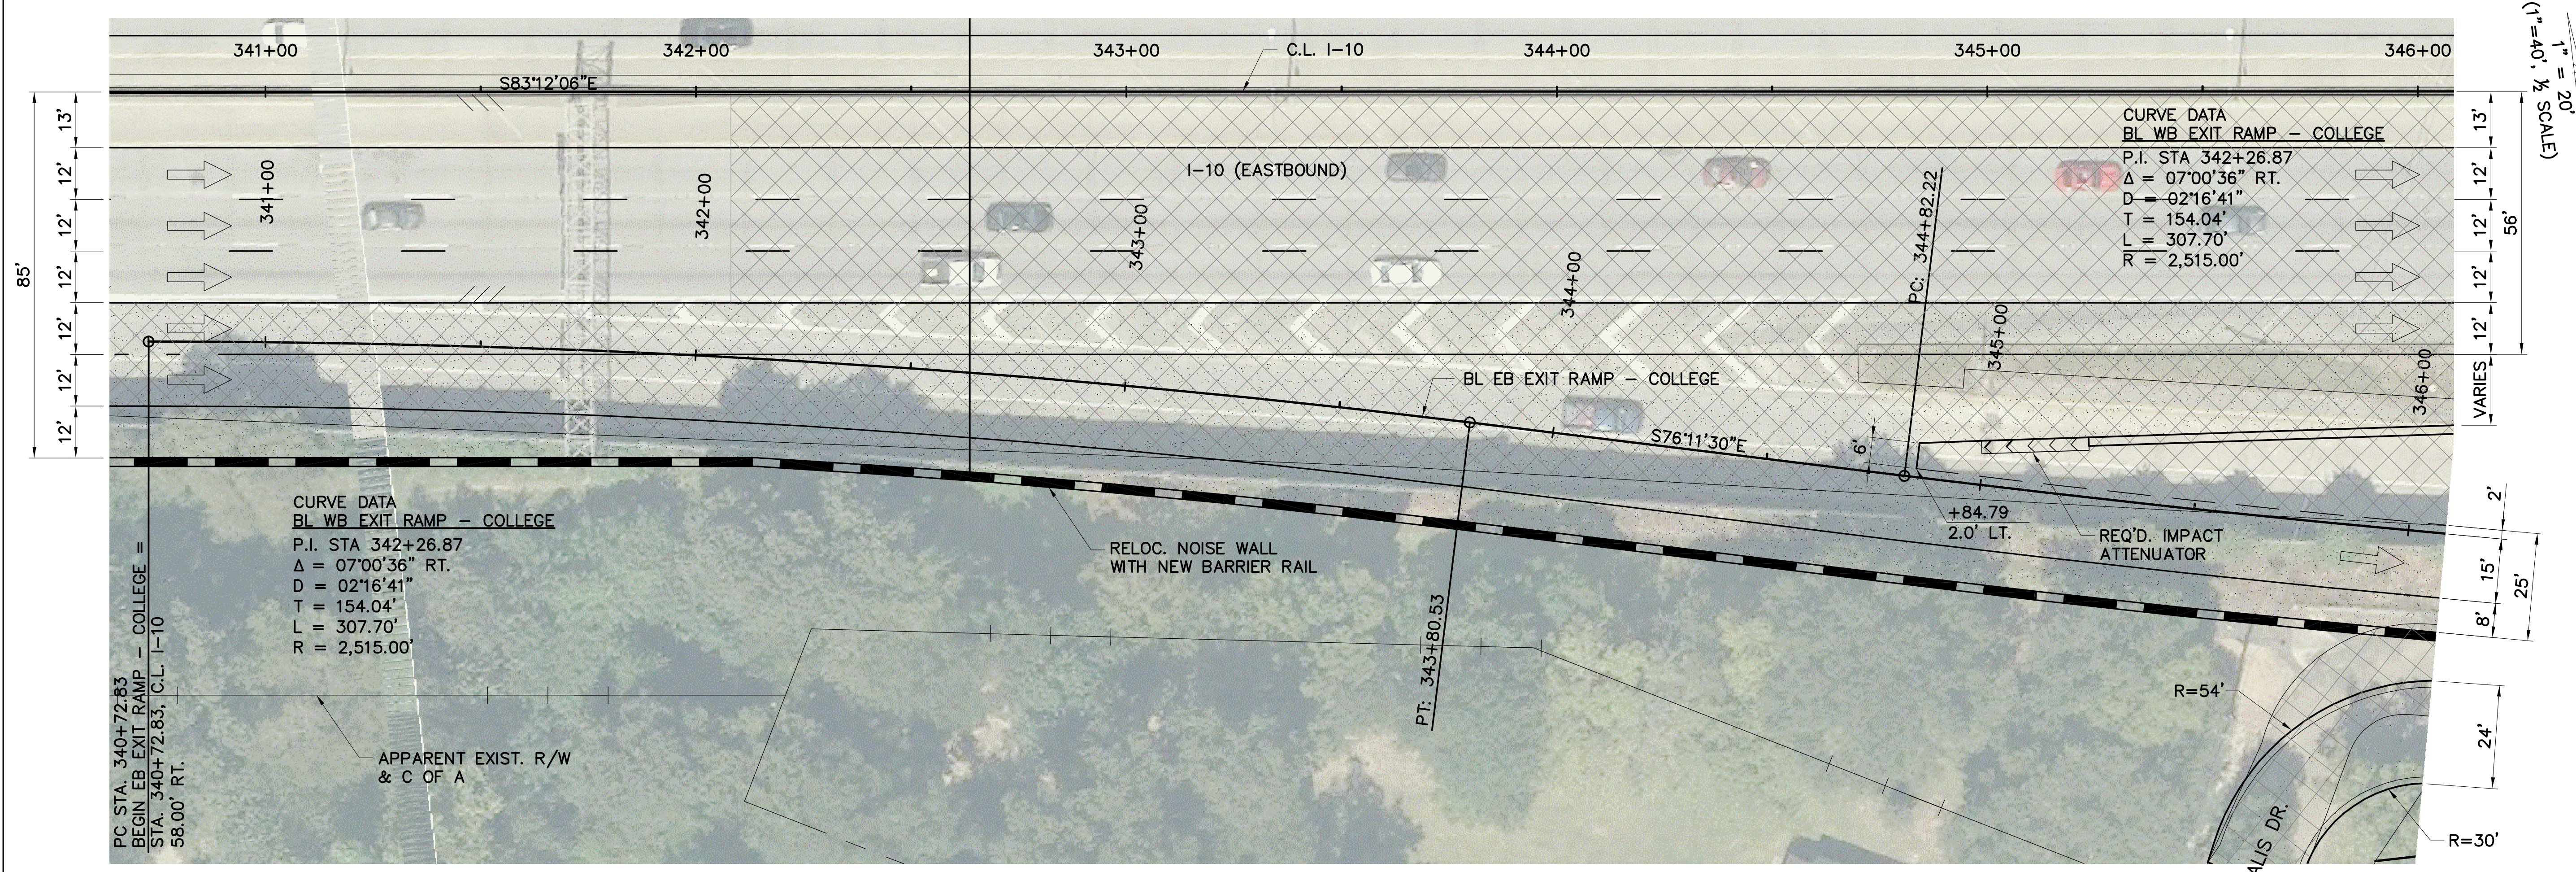 341+00
342+00
343+00
344+00
345+00
346+00
C.L. I-10
S83°12'06"E
1" = 20'
(1"=40', ½ SCALE)
85'
13'
12'
12'
12'
12'
12'
12'
I-10 (EASTBOUND)
341+00
342+00
343+00
344+00
345+00
346+00
PC: 344+82.22
CURVE DATA
BL WB EXIT RAMP - COLLEGE
P.I. STA 342+26.87
Δ = 07°00'36" RT.
D = 02°16'41"
T = 154.04'
L = 307.70'
R = 2,515.00'
13'
12'
12'
12'
12'
56'
VARIES
BL EB EXIT RAMP - COLLEGE
S76°11'30"E
6'
+84.79
2.0' LT.
REQ'D. IMPACT
ATTENUATOR
2'
15'
8'
25'
RELOC. NOISE WALL
WITH NEW BARRIER RAIL
PT: 343+80.53
CURVE DATA
BL WB EXIT RAMP - COLLEGE
P.I. STA 342+26.87
Δ = 07°00'36" RT.
D = 02°16'41"
T = 154.04'
L = 307.70'
R = 2,515.00'
PC STA. 340+72.83
BEGIN EB EXIT RAMP - COLLEGE =
STA. 340+72.83, C.L. I-10
58.00' RT.
APPARENT EXIST. R/W
& C OF A
R=54'
24'
R=30'
ALIS DR.